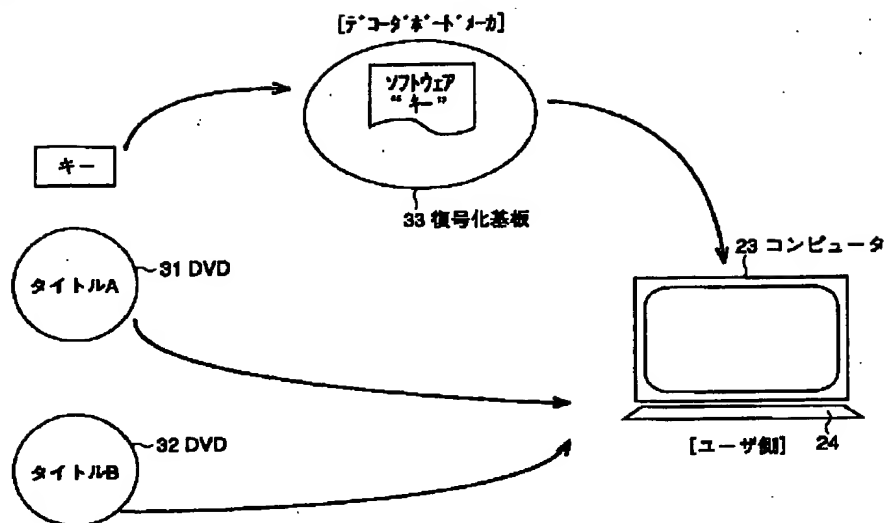 [デコーダボードメーカ]
ソフトウェア
“キー”
キー
33 復号化基板
タイトルA
31 DVD
23 コンピュータ
タイトルB
32 DVD
[ユーザ側]
24